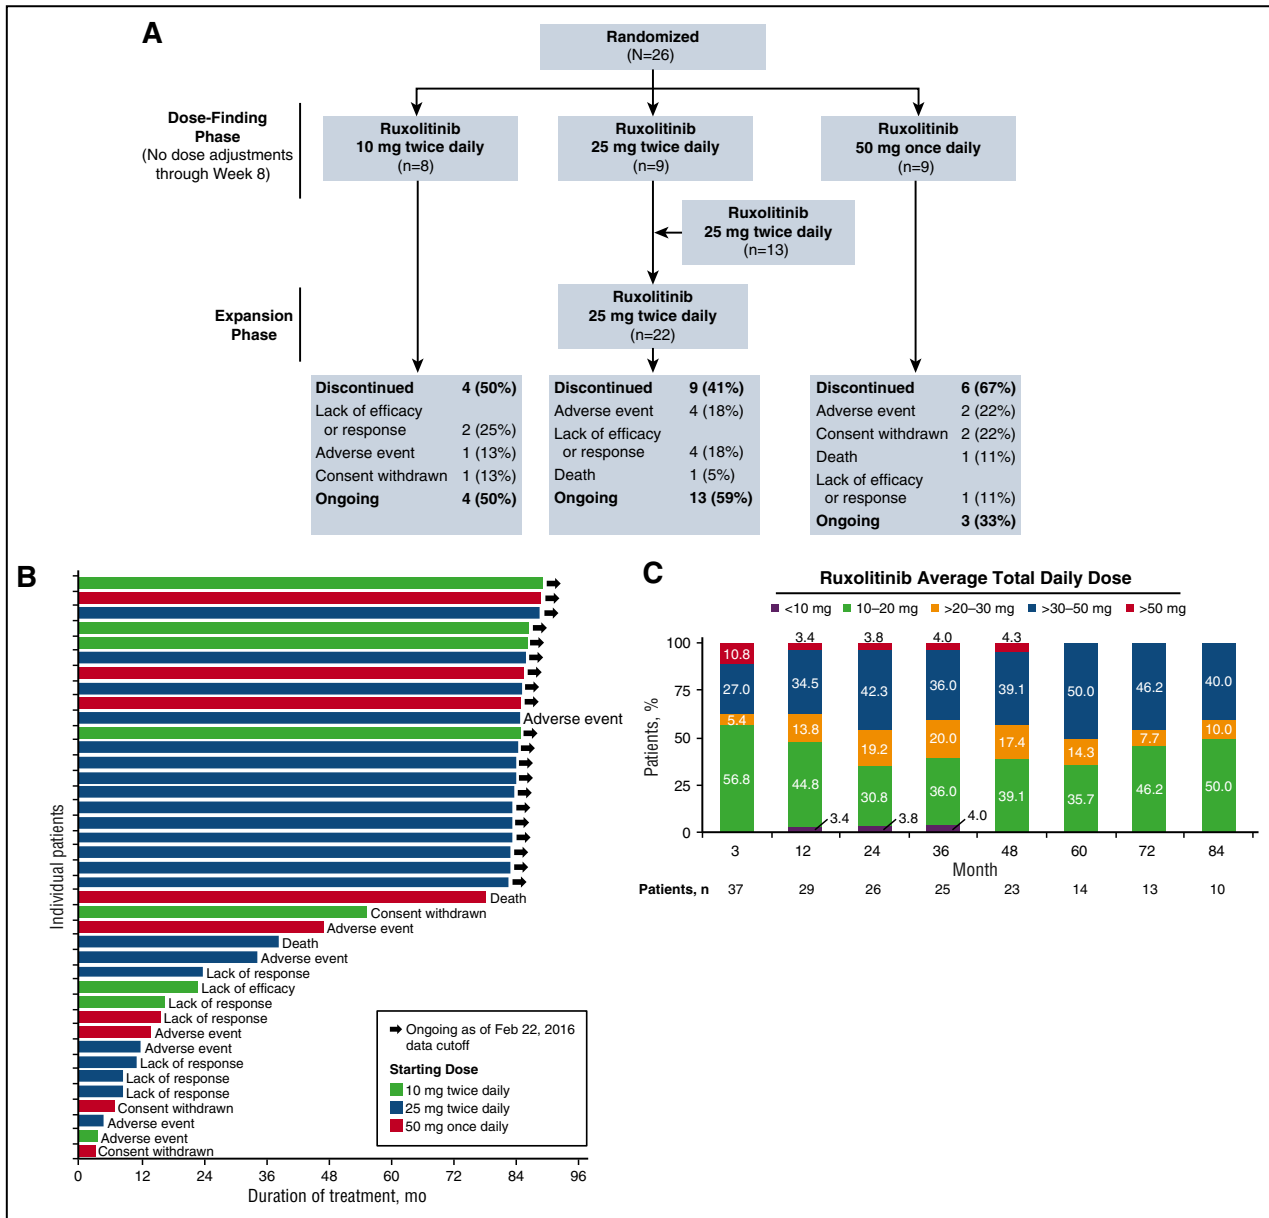 A
Randomized
(N=26)
Dose-Finding
Phase
(No dose adjustments
through Week 8)
Ruxolitinib
10 mg twice daily
(n=8)
Ruxolitinib
25 mg twice daily
(n=9)
Ruxolitinib
50 mg once daily
(n=9)
Ruxolitinib
25 mg twice daily
(n=13)
Expansion
Phase
Ruxolitinib
25 mg twice daily
(n=22)
Discontinued 4 (50%)
Lack of efficacy
or response 2 (25%)
Adverse event 1 (13%)
Consent withdrawn 1 (13%)
Ongoing 4 (50%)
Discontinued 9 (41%)
Adverse event 4 (18%)
Lack of efficacy
or response 4 (18%)
Death 1 (5%)
Ongoing 13 (59%)
Discontinued 6 (67%)
Adverse event 2 (22%)
Consent withdrawn 2 (22%)
Death 1 (11%)
Lack of efficacy
or response 1 (11%)
Ongoing 3 (33%)
B
Individual patients
Adverse event
Death
Consent withdrawn
Adverse event
Death
Adverse event
Lack of response
Lack of efficacy
Lack of response
Lack of response
Adverse event
Adverse event
Lack of response
Lack of response
Lack of response
Consent withdrawn
Adverse event
Adverse event
Consent withdrawn
Ongoing as of Feb 22, 2016
data cutoff
Starting Dose
10 mg twice daily
25 mg twice daily
50 mg once daily
0 12 24 36 48 60 72 84 96
Duration of treatment, mo
C
Ruxolitinib Average Total Daily Dose
<10 mg 10–20 mg >20–30 mg >30–50 mg >50 mg
Patients, %
100
75
50
25
0
10.8
27.0
5.4
56.8
3.4
34.5
13.8
44.8
3.4
3.8
42.3
19.2
30.8
3.8
4.0
36.0
20.0
36.0
4.0
4.3
39.1
17.4
39.1
50.0
14.3
35.7
46.2
7.7
46.2
40.0
10.0
50.0
3 12 24 36 48 60 72 84
Month
Patients, n 37 29 26 25 23 14 13 10